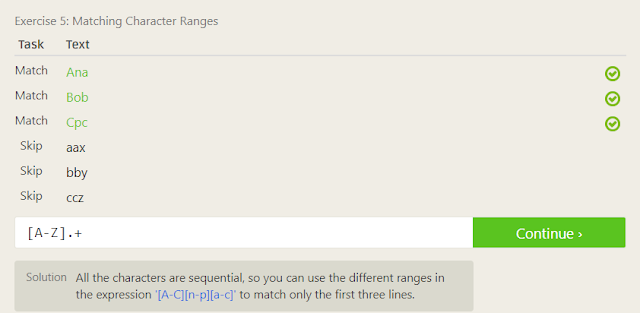 Exercise 5: Matching Character Ranges
Task Text
Match Ana
Match Bob
Match Cpc
Skip aax
Skip bby
Skip ccz
[A-Z].+ Continue ›
Solution All the characters are sequential, so you can use the different ranges in
the expression '[A-C][n-p][a-c]' to match only the first three lines.